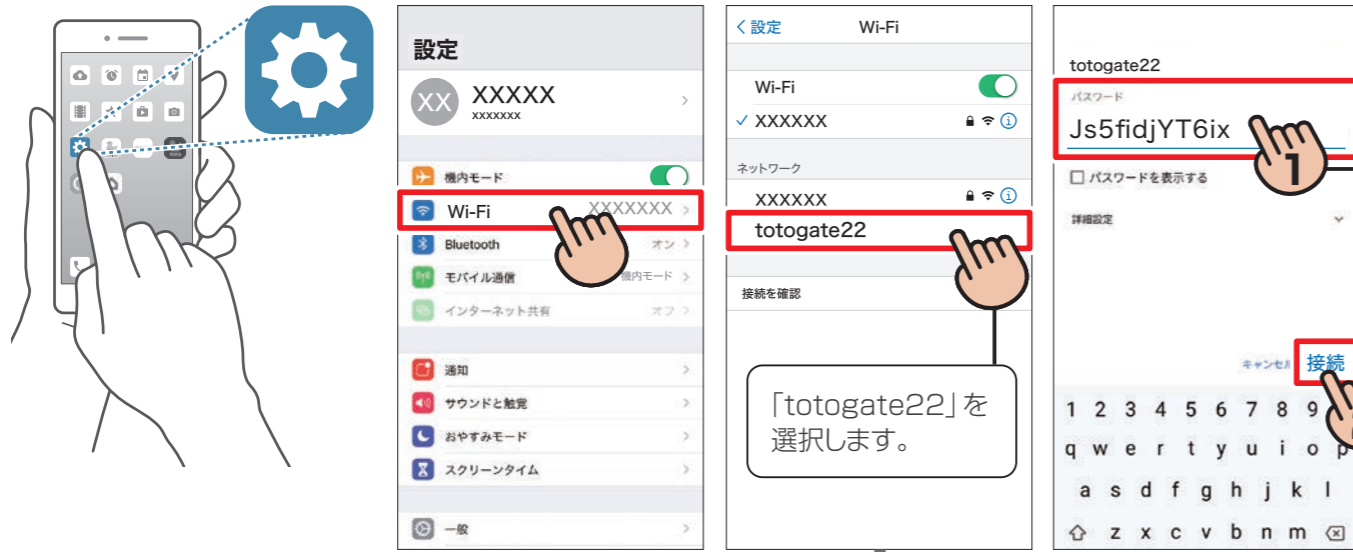 設定
XX
XXXXX
xxxxxxx
機内モード
Wi-Fi XXXXXXX
Bluetooth オン
モバイル通信 機内モード
インターネット共有 オフ
通知
サウンドと触覚
おやすみモード
スクリーンタイム
一般
設定 Wi-Fi
Wi-Fi
XXXXXX
ネットワーク
XXXXXX
totogate22
接続を確認
「totogate22」を
選択します。
totogate22
パスワード
Js5fidjYT6ix
1
パスワードを表示する
詳細設定
キャンセル 接続
1 2 3 4 5 6 7 8 9
q w e r t y u i o p
a s d f g h j k l
z x c v b n m